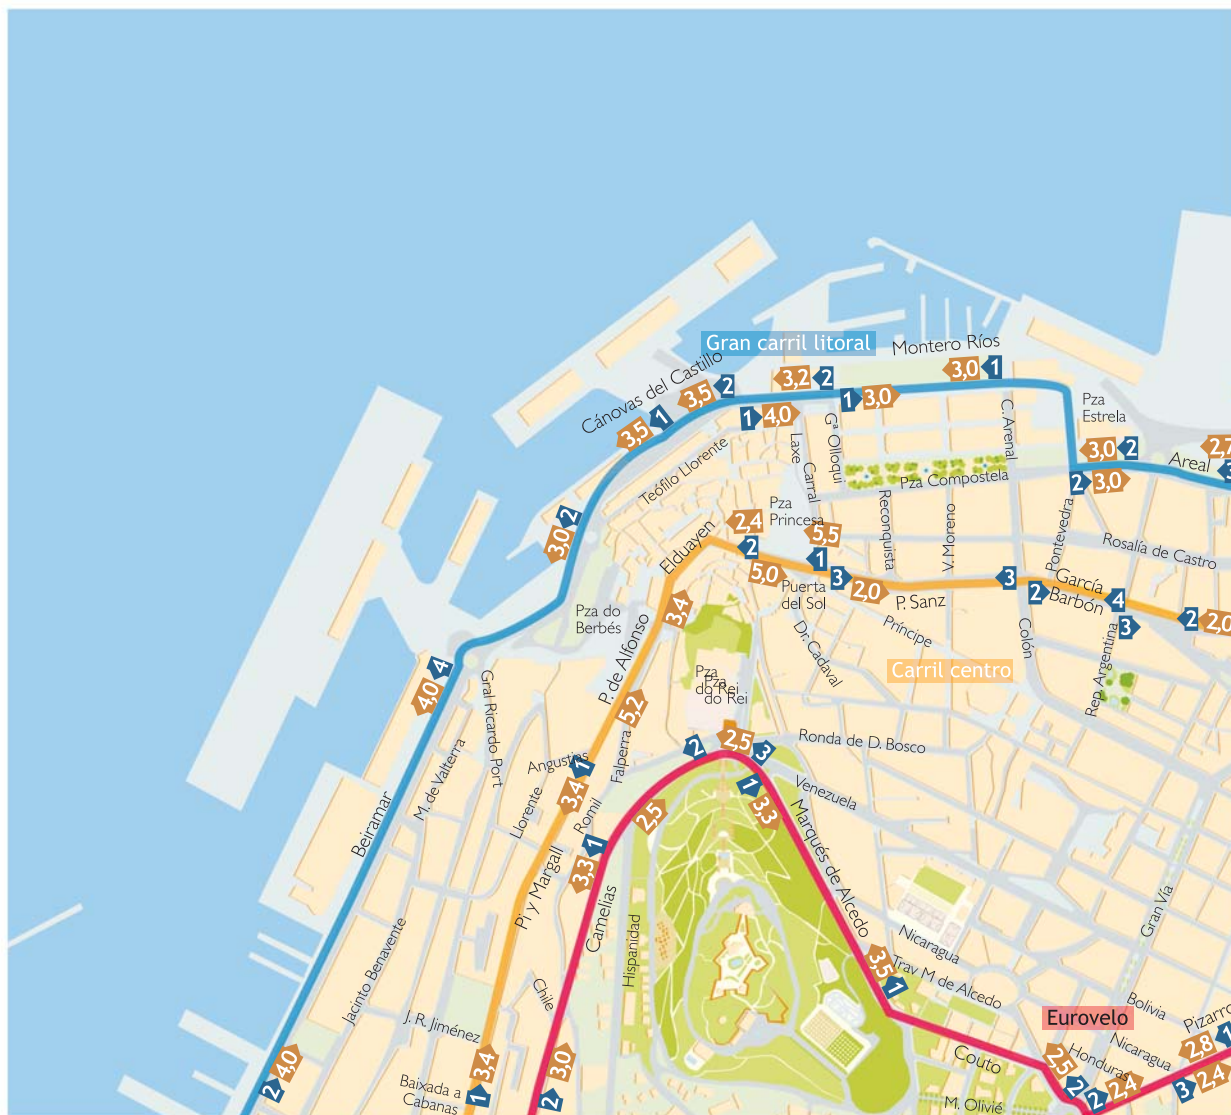 Gran carril litoral
Montero Ríos
Cánovas del Castillo
3,2
2
3,0
1
3,5
2
1
3,0
1
4,0
3,5
1
Pza
Estrela
Teófilo Llorente
Laxe
Carral
Gª Olloqui
C. Arenal
3,0
2
Areal
2,7
3
2
3,0
Pza Compostela
3,0
2
Pza
Princesa
Reconquista
V. Moreno
Pontevedra
Rosalía de Castro
Elduayen
2,4
2
5,0
5,5
1
3
2,0
Puerta
del Sol
P. Sanz
3
2
García
Barbón
4
3
2
2,0
Pza do
Berbés
3,4
P. de Alfonso
Príncipe
Dr. Cadaval
Colón
Rep. Argentina
Carril centro
4
4,0
Gral Ricardo Port
Pza
do Rei
Pza
do Rei
5,2
Falperra
2
2,5
3
Ronda de D. Bosco
Angustias
1
3,4
M. de Valterra
Llorente
Romil
2,5
1
3,3
Venezuela
Marqués de Alcedo
Beiramar
1
3,3
Pi y Margall
Camelias
Hispanidad
Gran Vía
Nicaragua
Jacinto Benavente
Chile
3,5
1
Trav M de Alcedo
J. R. Jiménez
Eurovelo
Bolivia
Pizarro
Couto
Honduras
Nicaragua
2,8
1
2,5
2
2
2,4
3
2,4
4,0
2
3,4
1
3,0
2
Baixada a
Cabanas
M. Olivié